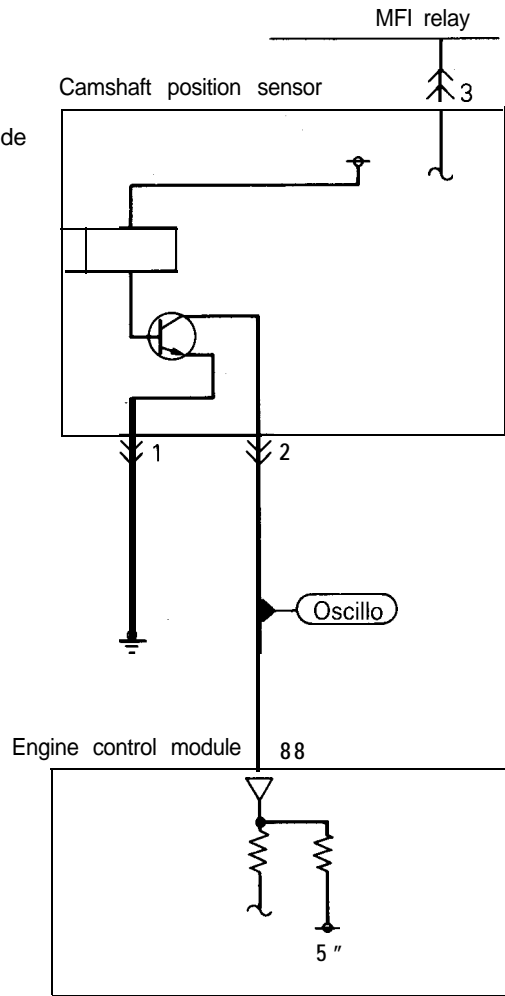 MFI relay
3
Camshaft position sensor
de
1
2
Oscillo
Engine control module 88
5 "